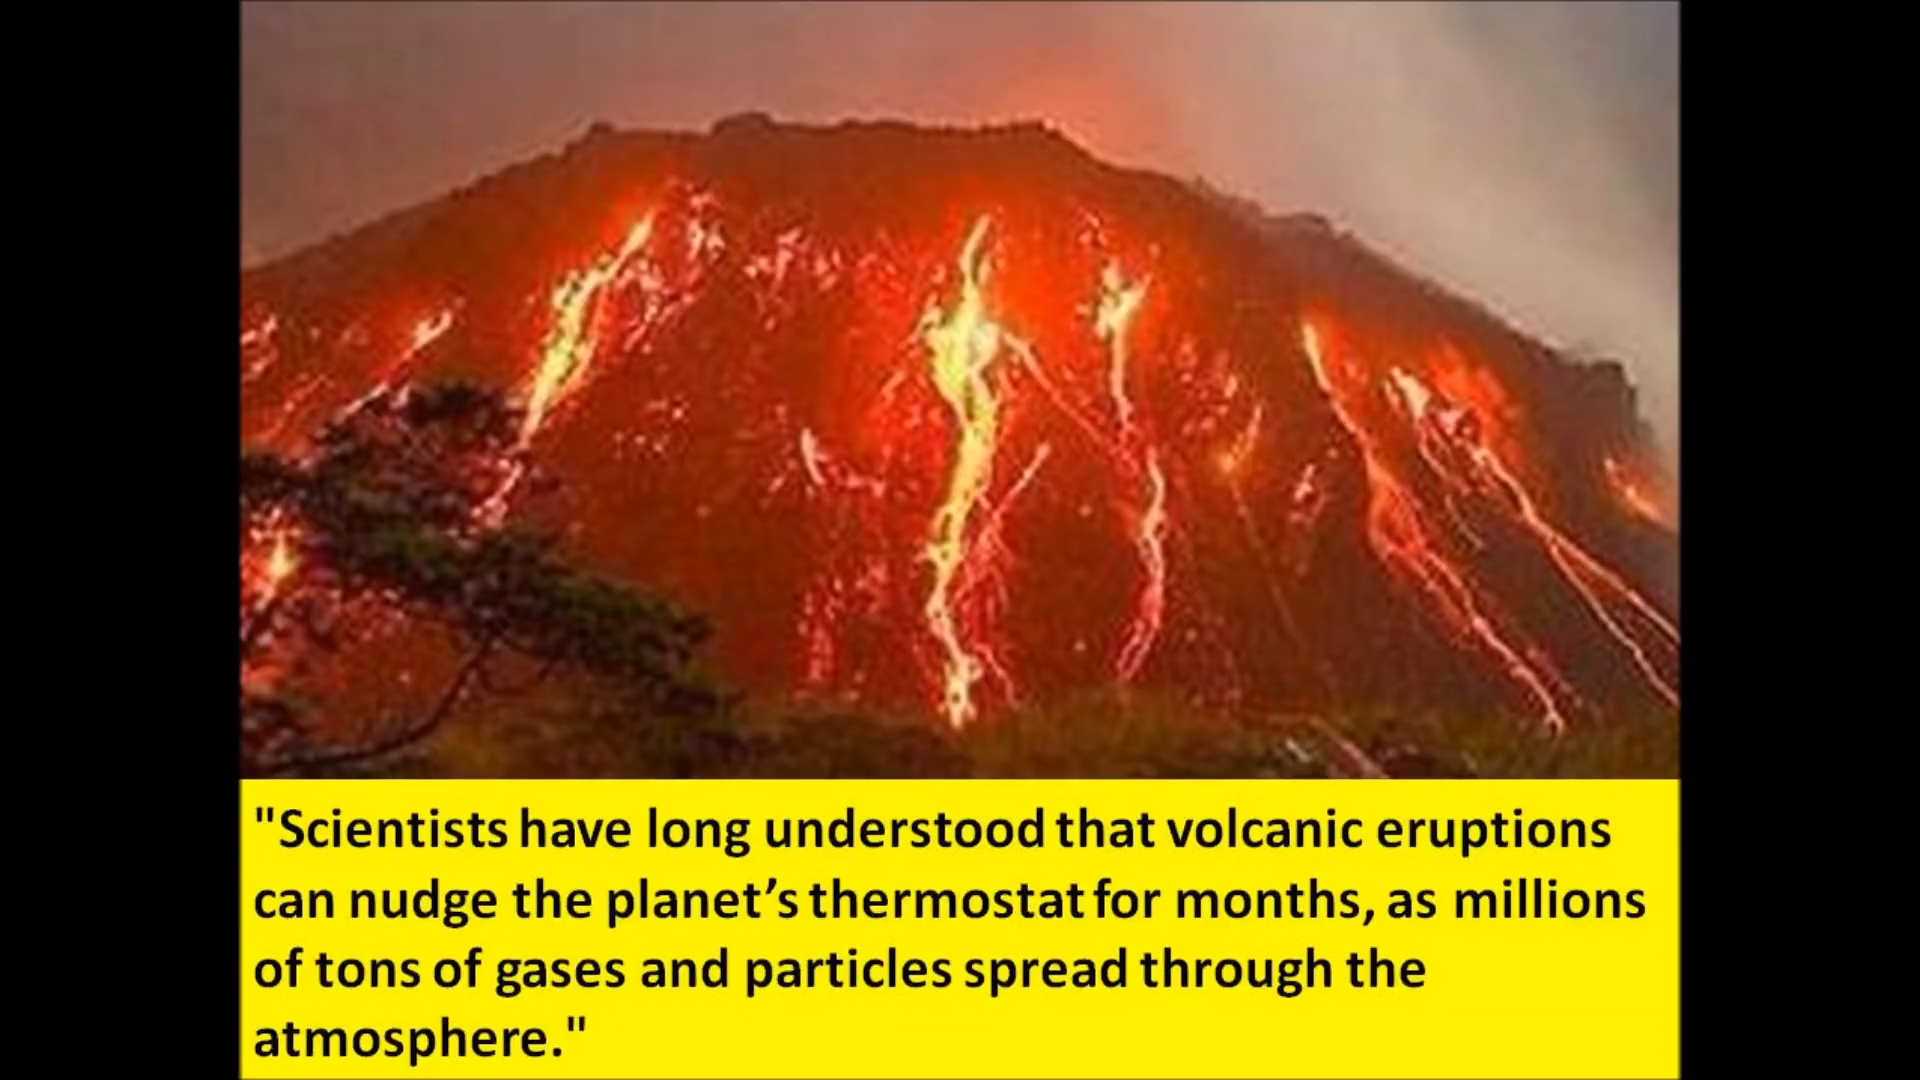 "Scientists have long understood that volcanic eruptions
can nudge the planet’s thermostat for months, as millions
of tons of gases and particles spread through the
atmosphere."